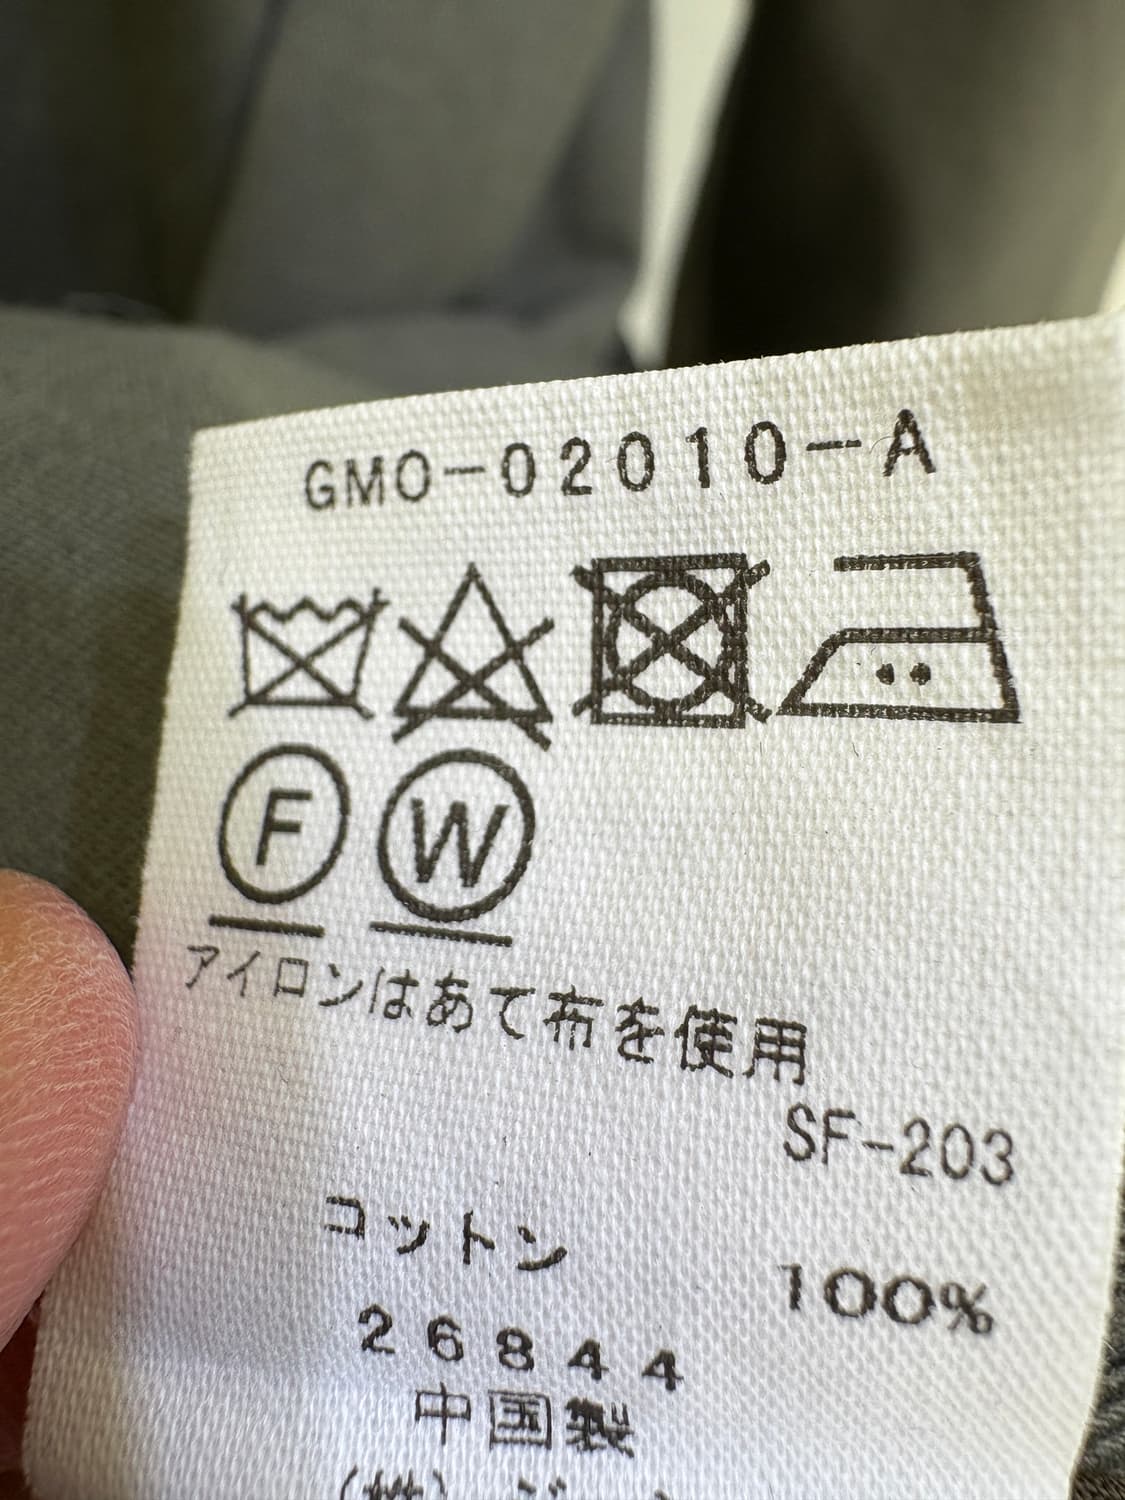 GMO-02010-A
F W
アイロンはあて布を使用
SF-203
コットン 100%
26844
中国製
(株)